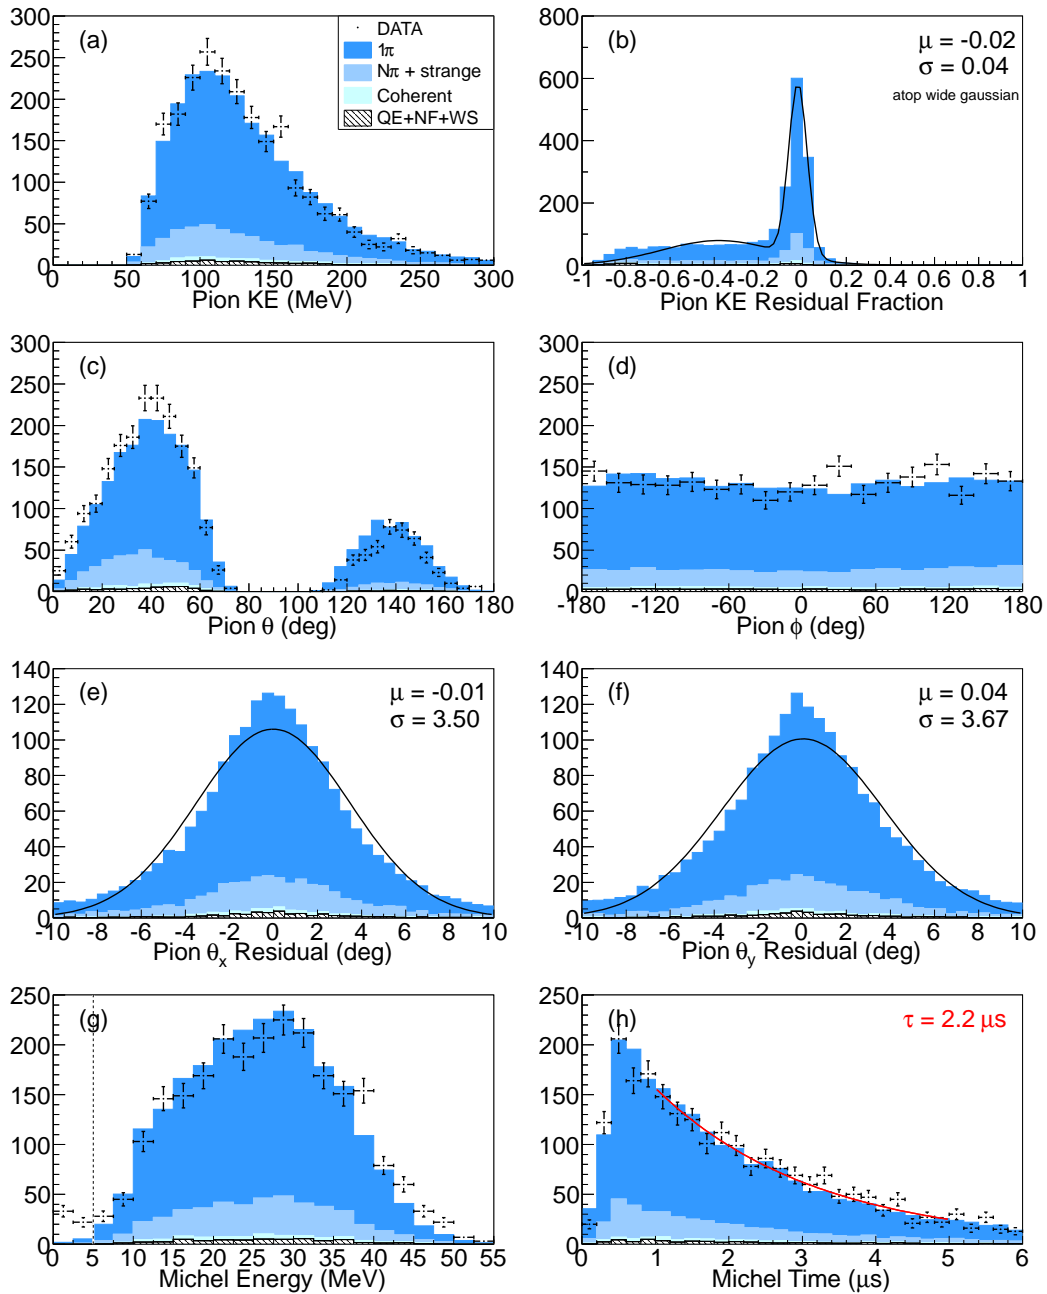 (a)
DATA
1π
Nπ + strange
Coherent
QE+NF+WS
300
250
200
150
100
50
0
0 50 100 150 200 250 300
Pion KE (MeV)
(b)
μ = -0.02
σ = 0.04
atop wide gaussian
800
600
400
200
0
-1 -0.8 -0.6 -0.4 -0.2 0 0.2 0.4 0.6 0.8 1
Pion KE Residual Fraction
(c)
300
250
200
150
100
50
0
0 20 40 60 80 100 120 140 160 180
Pion θ (deg)
(d)
300
250
200
150
100
50
0
-180 -120 -60 0 60 120 180
Pion ϕ (deg)
(e)
μ = -0.01
σ = 3.50
140
120
100
80
60
40
20
0
-10 -8 -6 -4 -2 0 2 4 6 8 10
Pion θx Residual (deg)
(f)
μ = 0.04
σ = 3.67
140
120
100
80
60
40
20
0
-10 -8 -6 -4 -2 0 2 4 6 8 10
Pion θy Residual (deg)
(g)
250
200
150
100
50
0
0 5 10 15 20 25 30 35 40 45 50 55
Michel Energy (MeV)
(h)
τ = 2.2 μs
250
200
150
100
50
0
0 1 2 3 4 5 6
Michel Time (μs)